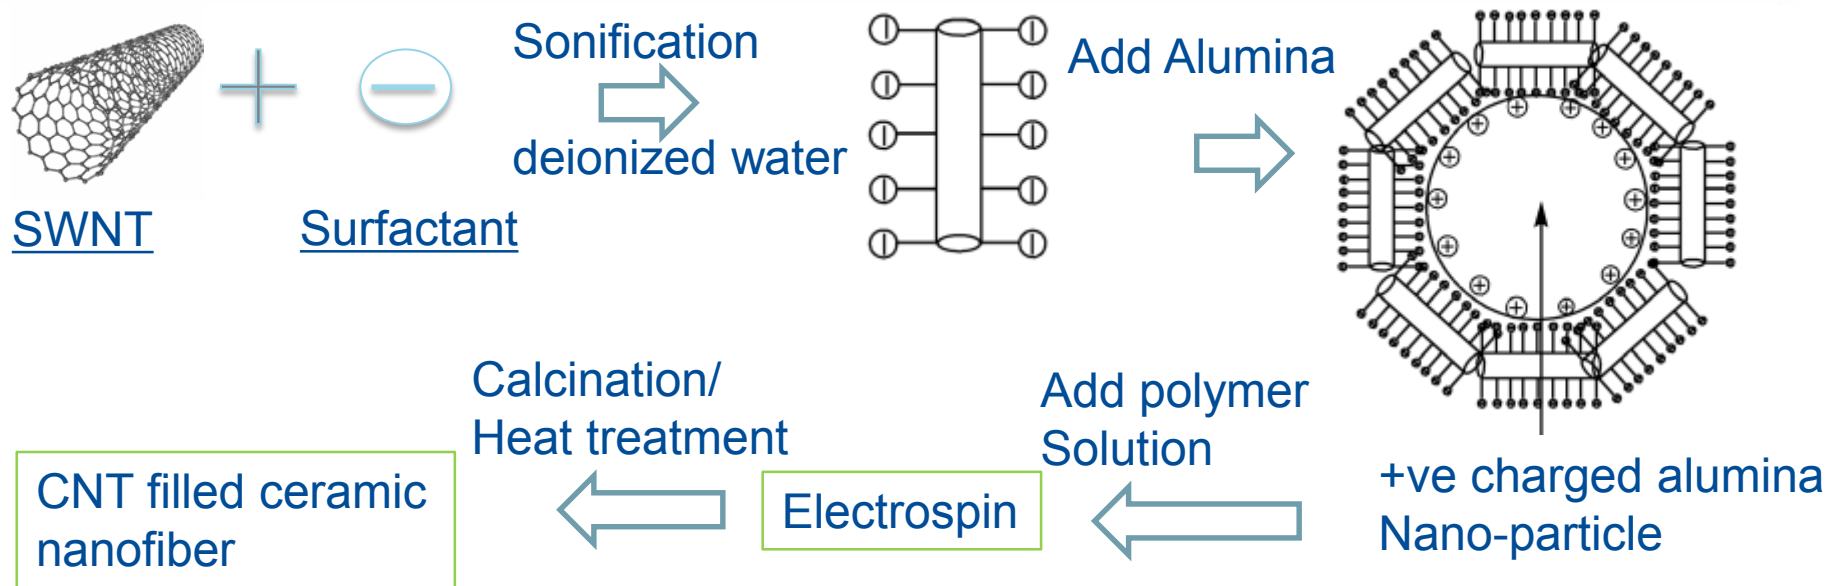 Sonification
deionized water
SWNT
Surfactant
Add Alumina
+ve charged alumina
Nano-particle
Add polymer
Solution
Electrospin
Calcination/
Heat treatment
CNT filled ceramic
nanofiber